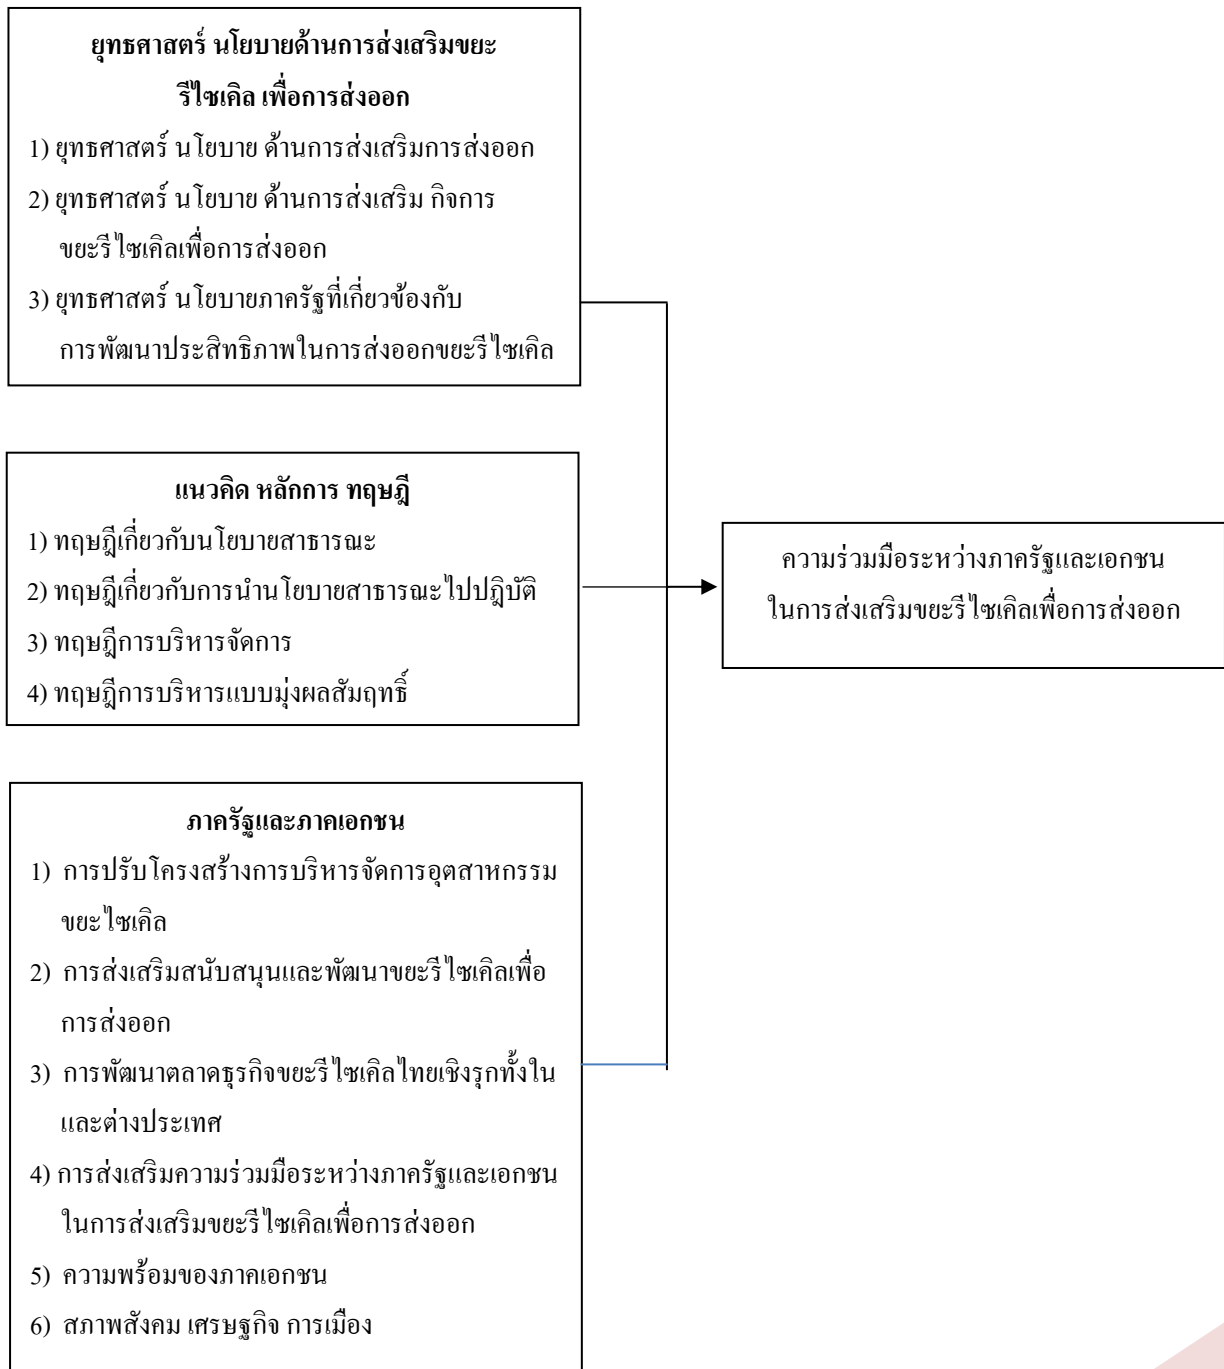 ยุทธศาสตร์ นโยบายด้านการส่งเสริมขยะ
รีไซเคิล เพื่อการส่งออก
1) ยุทธศาสตร์ นโยบาย ด้านการส่งเสริมการส่งออก
2) ยุทธศาสตร์ นโยบาย ด้านการส่งเสริม กิจการ
ขยะรีไซเคิลเพื่อการส่งออก
3) ยุทธศาสตร์ นโยบายภาครัฐที่เกี่ยวข้องกับ
การพัฒนาประสิทธิภาพในการส่งออกขยะรีไซเคิล
แนวคิด หลักการ ทฤษฎี
1) ทฤษฎีเกี่ยวกับนโยบายสาธารณะ
2) ทฤษฎีเกี่ยวกับการนำนโยบายสาธารณะไปปฎิบัติ
3) ทฤษฎีการบริหารจัดการ
4) ทฤษฎีการบริหารแบบมุ่งผลสัมฤทธิ์
ความร่วมมือระหว่างภาครัฐและเอกชน
ในการส่งเสริมขยะรีไซเคิลเพื่อการส่งออก
ภาครัฐและภาคเอกชน
1) การปรับโครงสร้างการบริหารจัดการอุตสาหกรรม
ขยะไซเคิล
2) การส่งเสริมสนับสนุนและพัฒนาขยะรีไซเคิลเพื่อ
การส่งออก
3) การพัฒนาตลาดธุรกิจขยะรีไซเคิลไทยเชิงรุกทั้งใน
และต่างประเทศ
4) การส่งเสริมความร่วมมือระหว่างภาครัฐและเอกชน
ในการส่งเสริมขยะรีไซเคิลเพื่อการส่งออก
5) ความพร้อมของภาคเอกชน
6) สภาพสังคม เศรษฐกิจ การเมือง